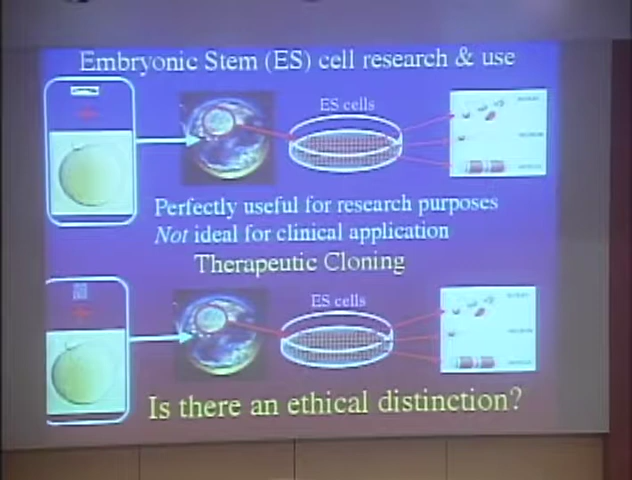 Embryonic Stem (ES) cell research & use
ES cells
Perfectly useful for research purposes
Not ideal for clinical application
Therapeutic Cloning
ES cells
Is there an ethical distinction?